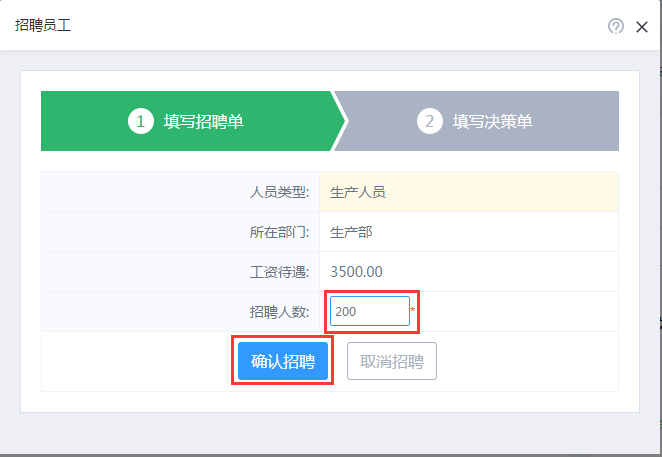 招聘员工
1 填写招聘单
2 填写决策单
人员类型: 生产人员
所在部门: 生产部
工资待遇: 3500.00
招聘人数: 200 *
确认招聘 取消招聘